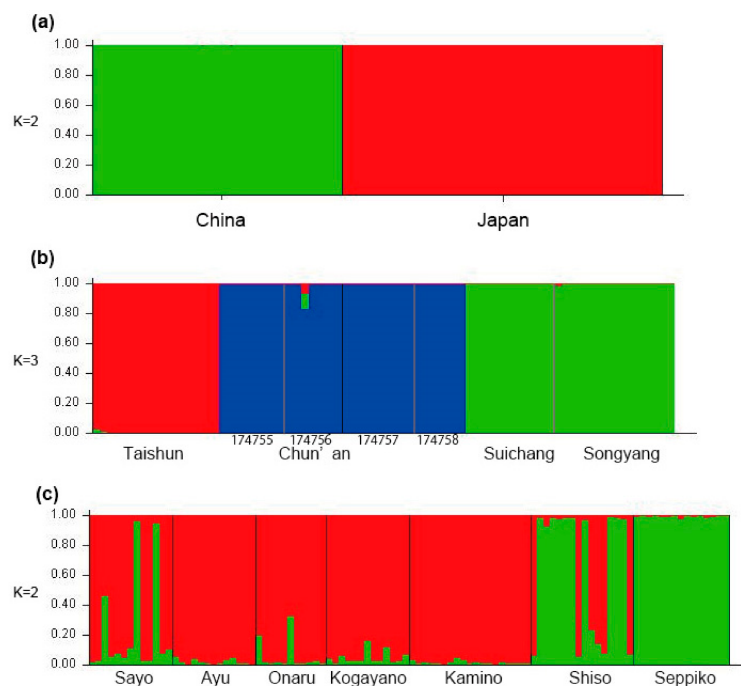 (a)
1.00
0.80
0.60
K=2
0.40
0.20
0.00
China Japan
(b)
1.00
0.80
0.60
K=3
0.40
0.20
0.00
174755 174756 174757 174758
Taishun Chun' an Suichang Songyang
(c)
1.00
0.80
0.60
K=2
0.40
0.20
0.00
Sayo Ayu Onaru Kogayano Kamino Shiso Seppiko